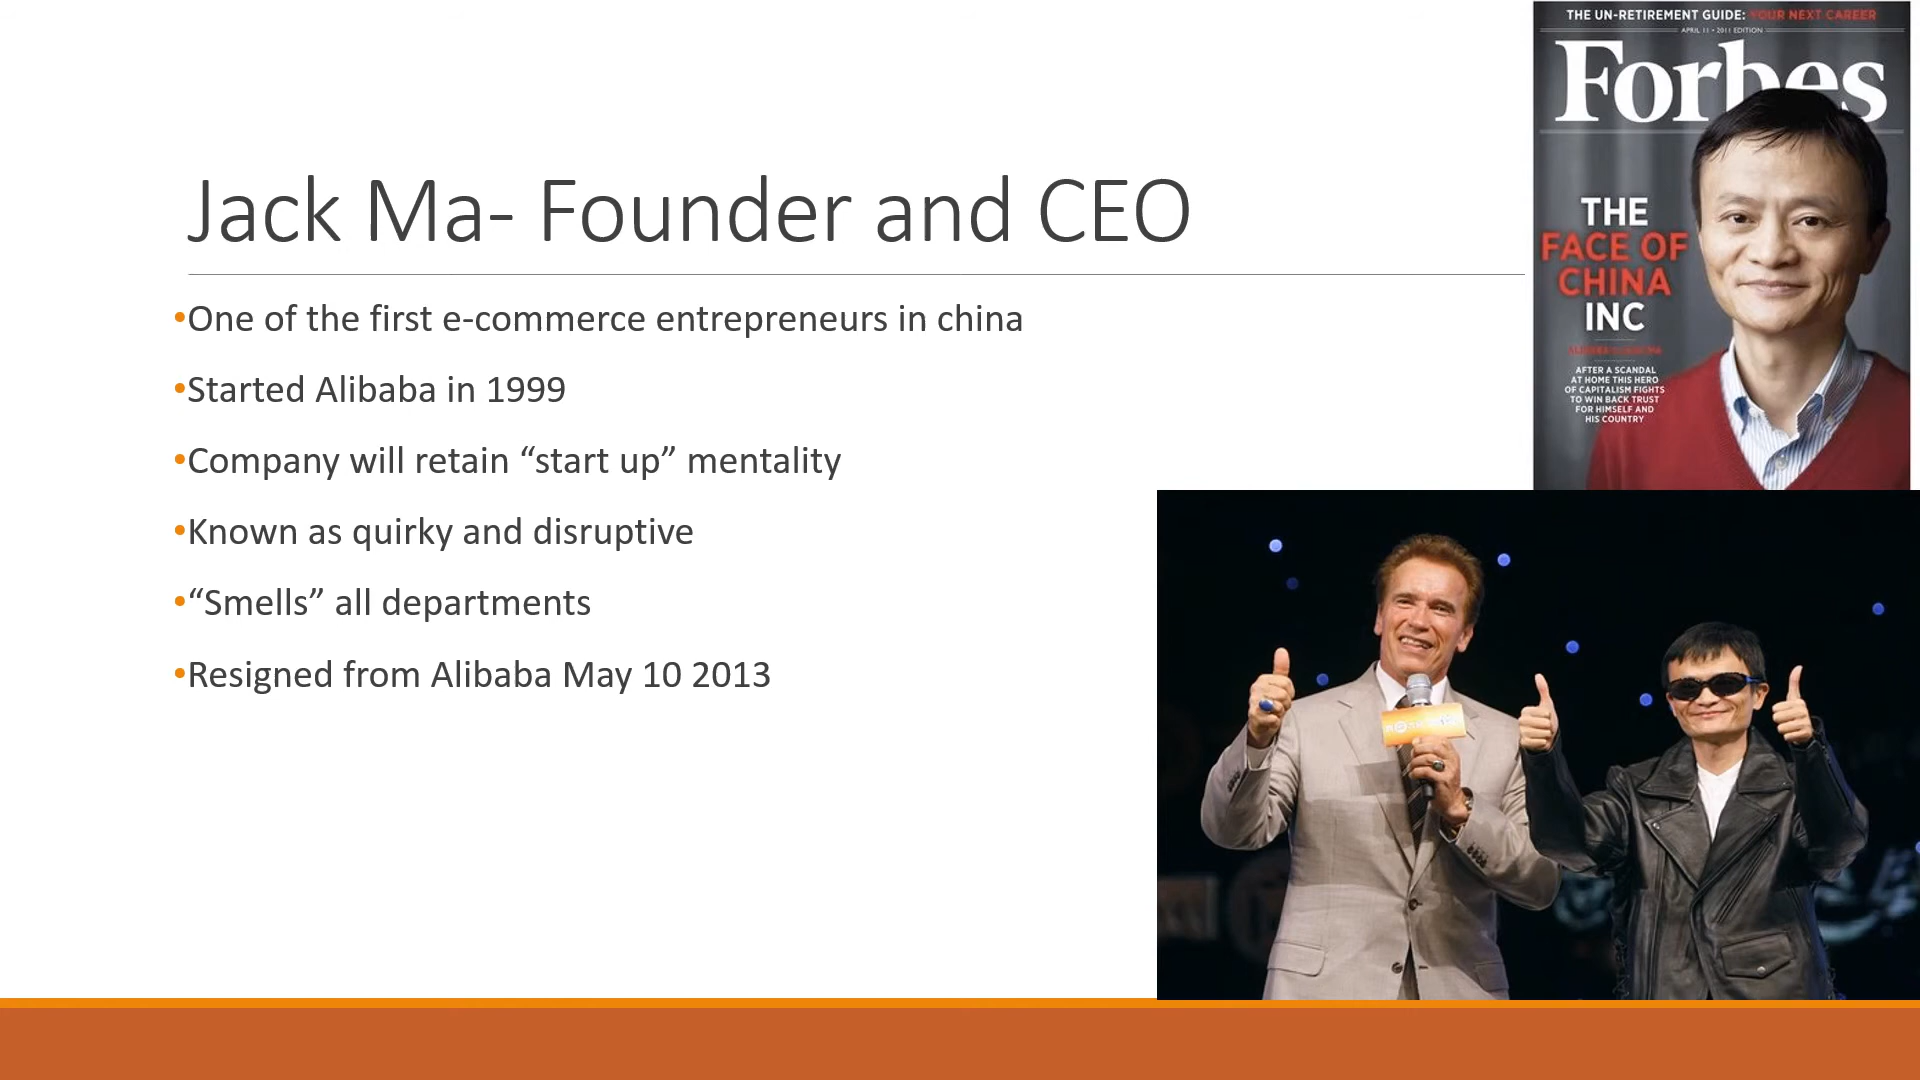 THE UN-RETIREMENT GUIDE: YOUR NEXT CAREER
APRIL 11 • 2011 EDITION
Forbes
THE
FACE OF
CHINA
INC
AFTER A SCANDAL
AT HOME THIS HERO
OF CAPITALISM FIGHTS
TO WIN BACK TRUST
FOR HIMSELF AND
HIS COUNTRY
Jack Ma- Founder and CEO
•One of the first e-commerce entrepreneurs in china
•Started Alibaba in 1999
•Company will retain “start up” mentality
•Known as quirky and disruptive
•“Smells” all departments
•Resigned from Alibaba May 10 2013